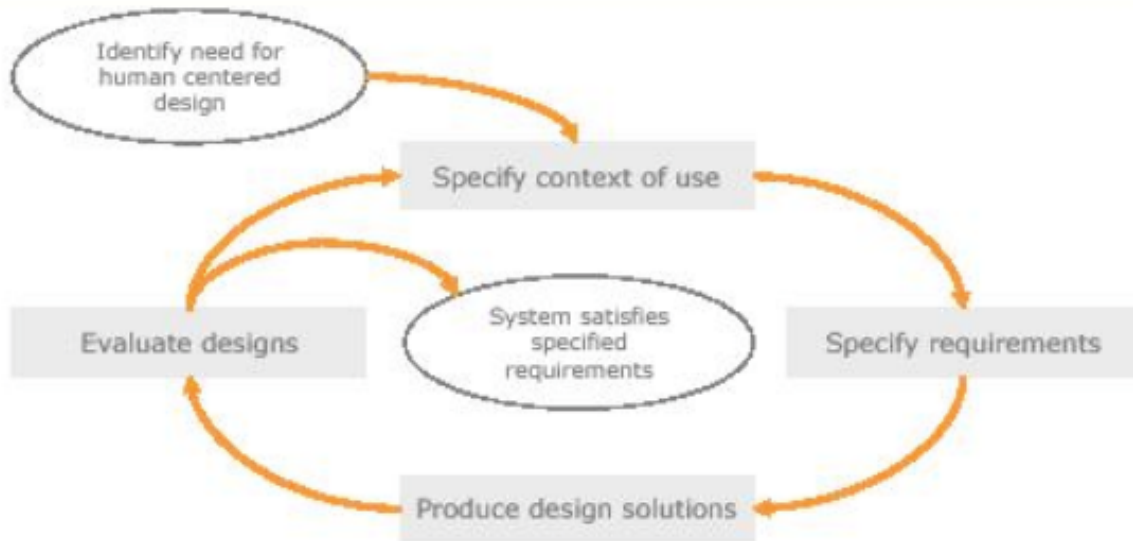 Identify need for
human centered
design
Specify context of use
Evaluate designs
System satisfies
specified
requirements
Specify requirements
Produce design solutions